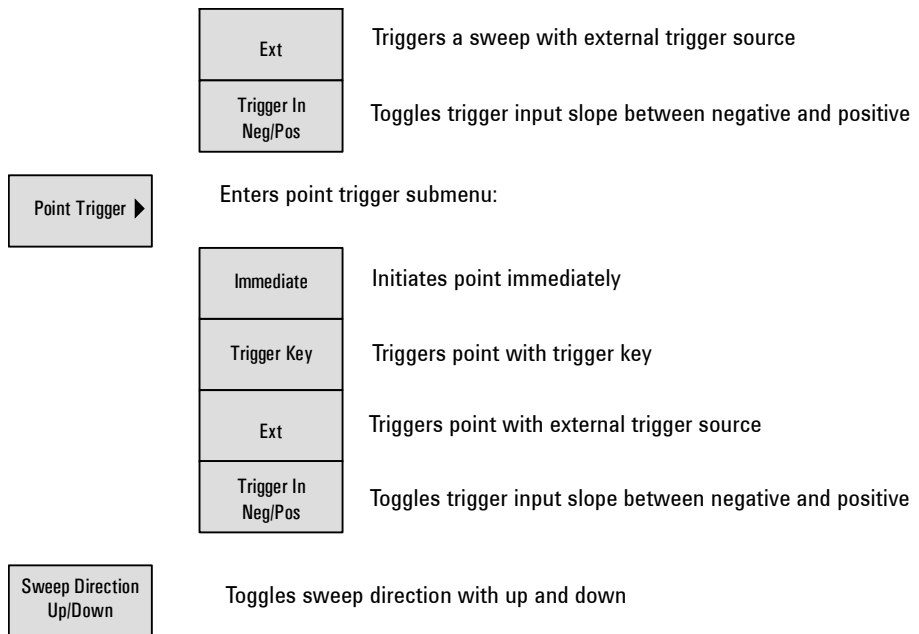 Ext
Triggers a sweep with external trigger source
Trigger In
Neg/Pos
Toggles trigger input slope between negative and positive
Point Trigger
Enters point trigger submenu:
Immediate
Initiates point immediately
Trigger Key
Triggers point with trigger key
Ext
Triggers point with external trigger source
Trigger In
Neg/Pos
Toggles trigger input slope between negative and positive
Sweep Direction
Up/Down
Toggles sweep direction with up and down